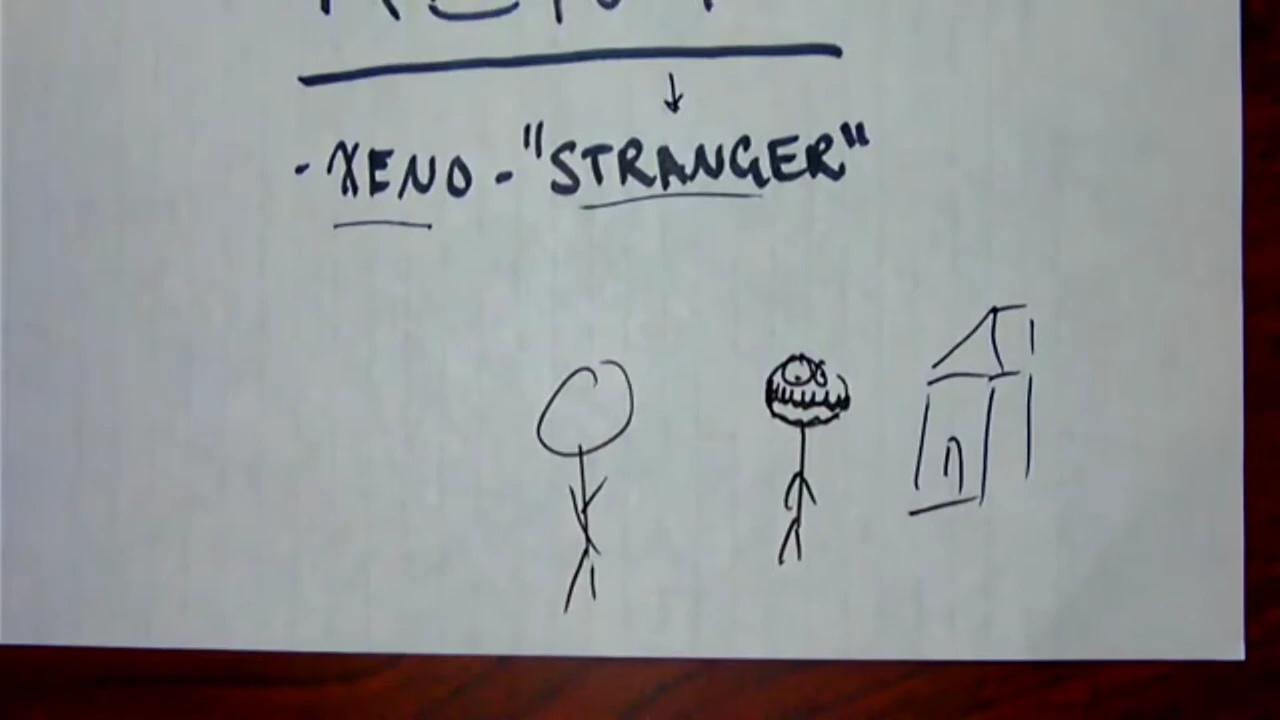 · XENO - "STRANGER"